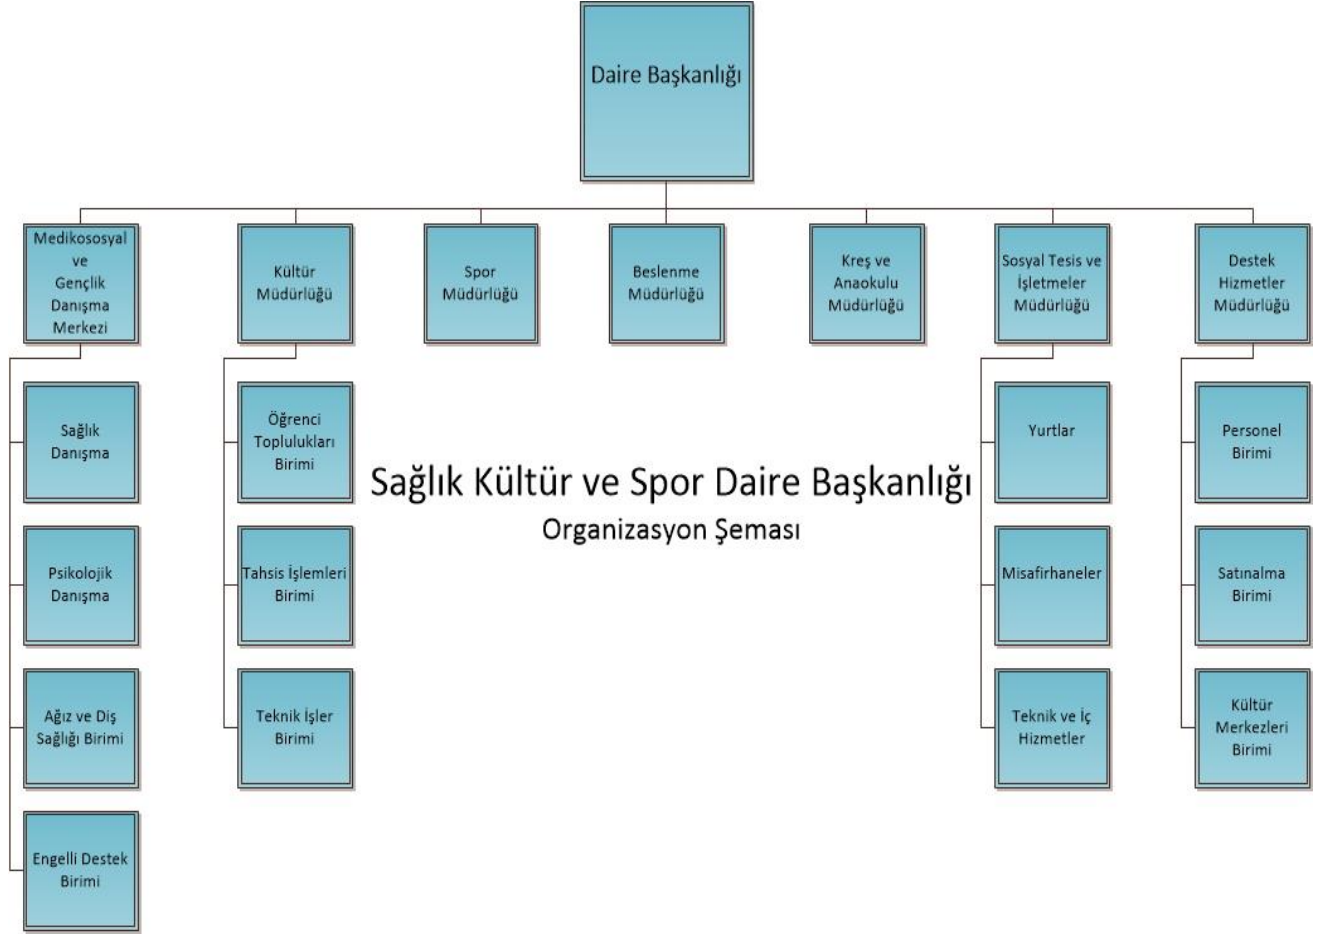 Daire Başkanlığı
Medikososyal
ve
Gençlik
Danışma
Merkezi
Kültür
Müdürlüğü
Spor
Müdürlüğü
Beslenme
Müdürlüğü
Kreş ve
Anaokulu
Müdürlüğü
Sosyal Tesis ve
İşletmeler
Müdürlüğü
Destek
Hizmetler
Müdürlüğü
Sağlık
Danışma
Öğrenci
Toplulukları
Birimi
Yurtlar
Personel
Birimi
Sağlık Kültür ve Spor Daire Başkanlığı
Organizasyon Şeması
Psikolojik
Danışma
Tahsis İşlemleri
Birimi
Misafirhaneler
Satınalma
Birimi
Ağız ve Diş
Sağlığı Birimi
Teknik İşler
Birimi
Teknik ve İç
Hizmetler
Kültür
Merkezleri
Birimi
Engelli Destek
Birimi